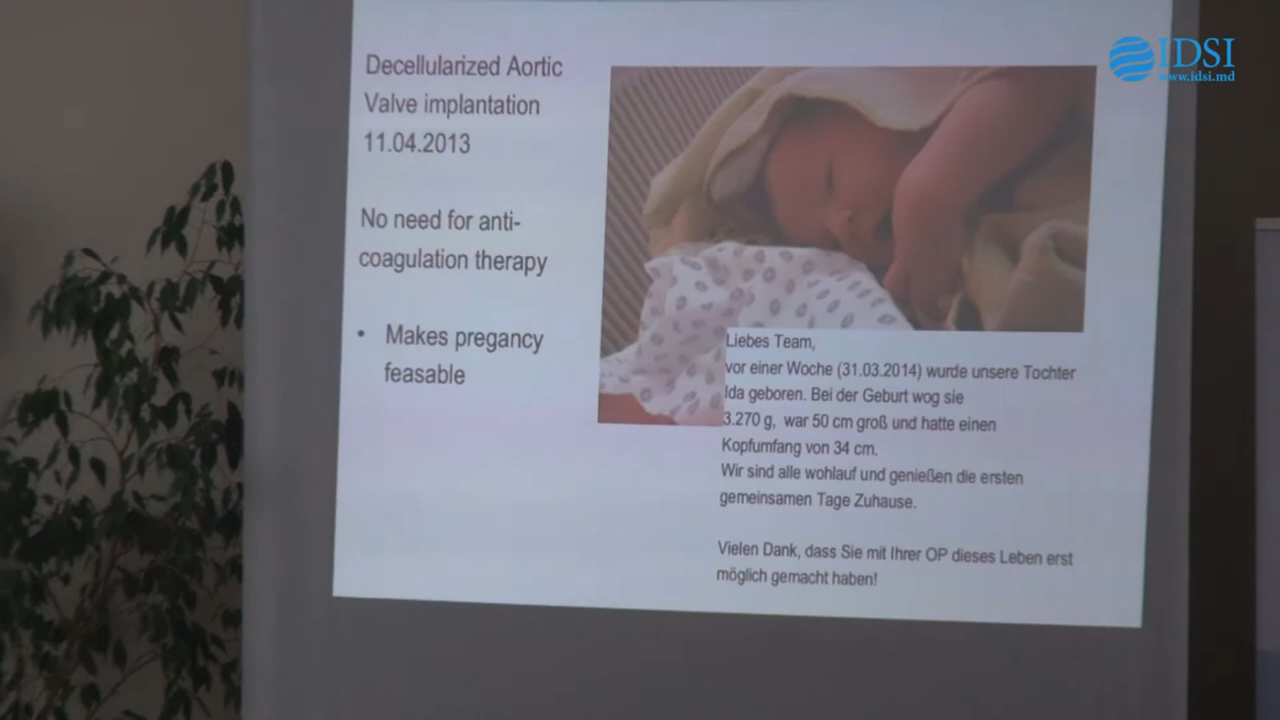 IDSI
www.idsi.md
Decellularized Aortic
Valve implantation
11.04.2013
No need for anti-
coagulation therapy
• Makes pregancy
feasable
Liebes Team,
vor einer Woche (31.03.2014) wurde unsere Tochter
Ida geboren. Bei der Geburt wog sie
3.270 g, war 50 cm groß und hatte einen
Kopfumfang von 34 cm.
Wir sind alle wohlauf und genießen die ersten
gemeinsamen Tage Zuhause.
Vielen Dank, dass Sie mit Ihrer OP dieses Leben erst
möglich gemacht haben!